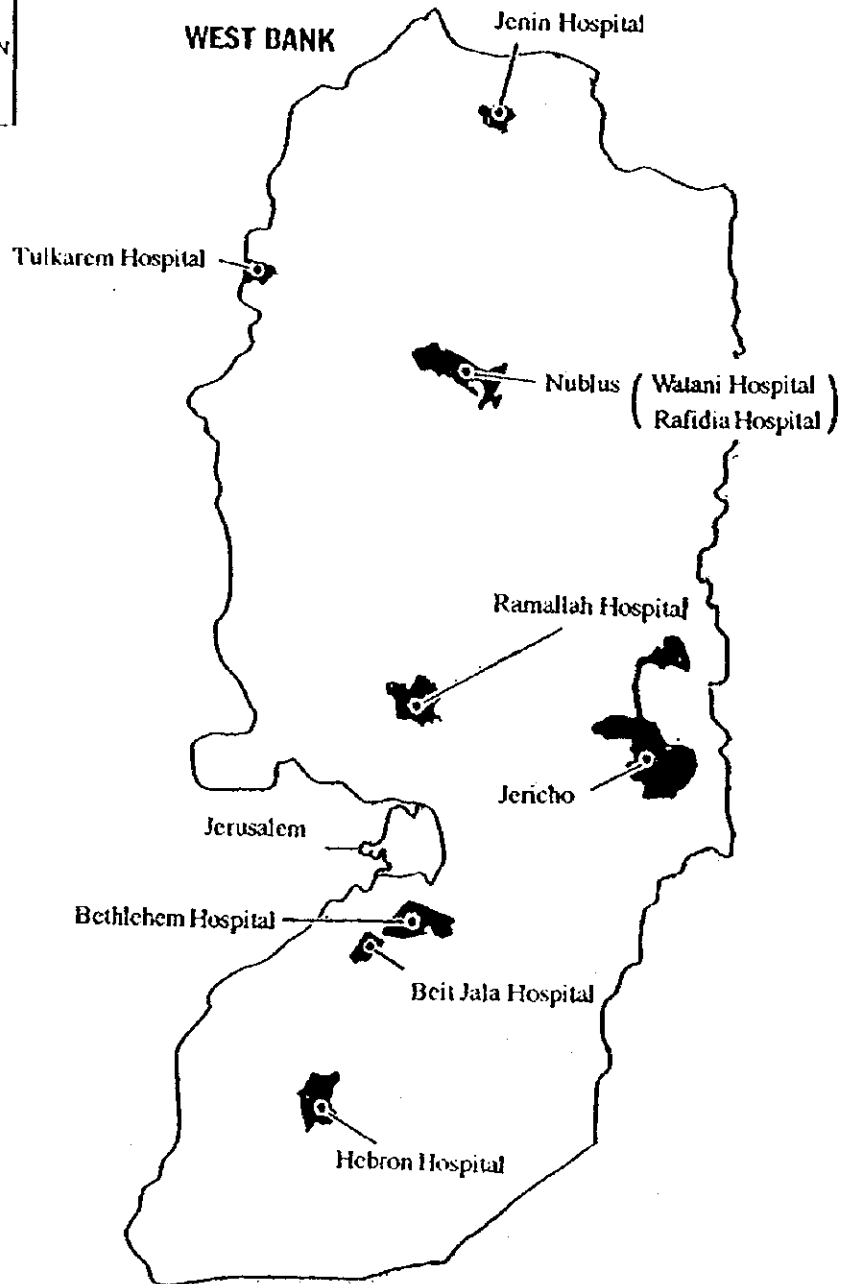 N
WEST BANK
Jenin Hospital
Tulkarem Hospital
Nublus ( Watani Hospital
Rafidia Hospital )
Ramallah Hospital
Jericho
Jerusalem
Bethlehem Hospital
Beit Jala Hospital
Hebron Hospital